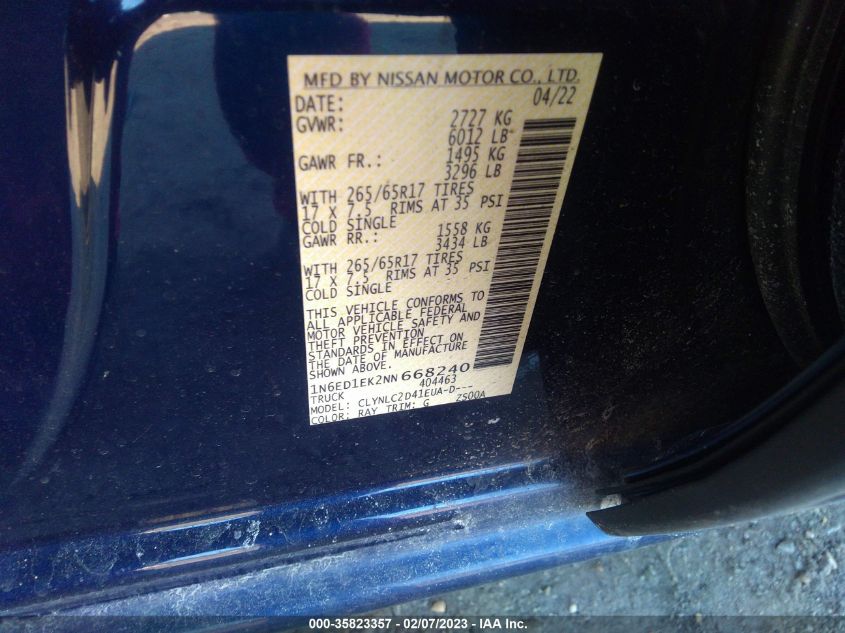 MFD BY NISSAN MOTOR CO., LTD.
DATE: 04/22
GVWR: 2727 KG
6012 LB
GAWR FR.: 1495 KG
3296 LB
WITH 265/65R17 TIRES
17 X 7.5 RIMS AT 35 PSI
COLD SINGLE
GAWR RR.: 1558 KG
3434 LB
WITH 265/65R17 TIRES
17 X 7.5 RIMS AT 35 PSI
COLD SINGLE
THIS VEHICLE CONFORMS TO
ALL APPLICABLE FEDERAL
MOTOR VEHICLE SAFETY AND
THEFT PREVENTION
STANDARDS IN EFFECT ON
THE DATE OF MANUFACTURE
SHOWN ABOVE.
1N6ED1EK2NN668240
TRUCK 404463
MODEL: CLYNLC2D41EUA-D---
COLOR: RAY TRIM: G ZS00A
000-35823357 - 02/07/2023 - IAA Inc.